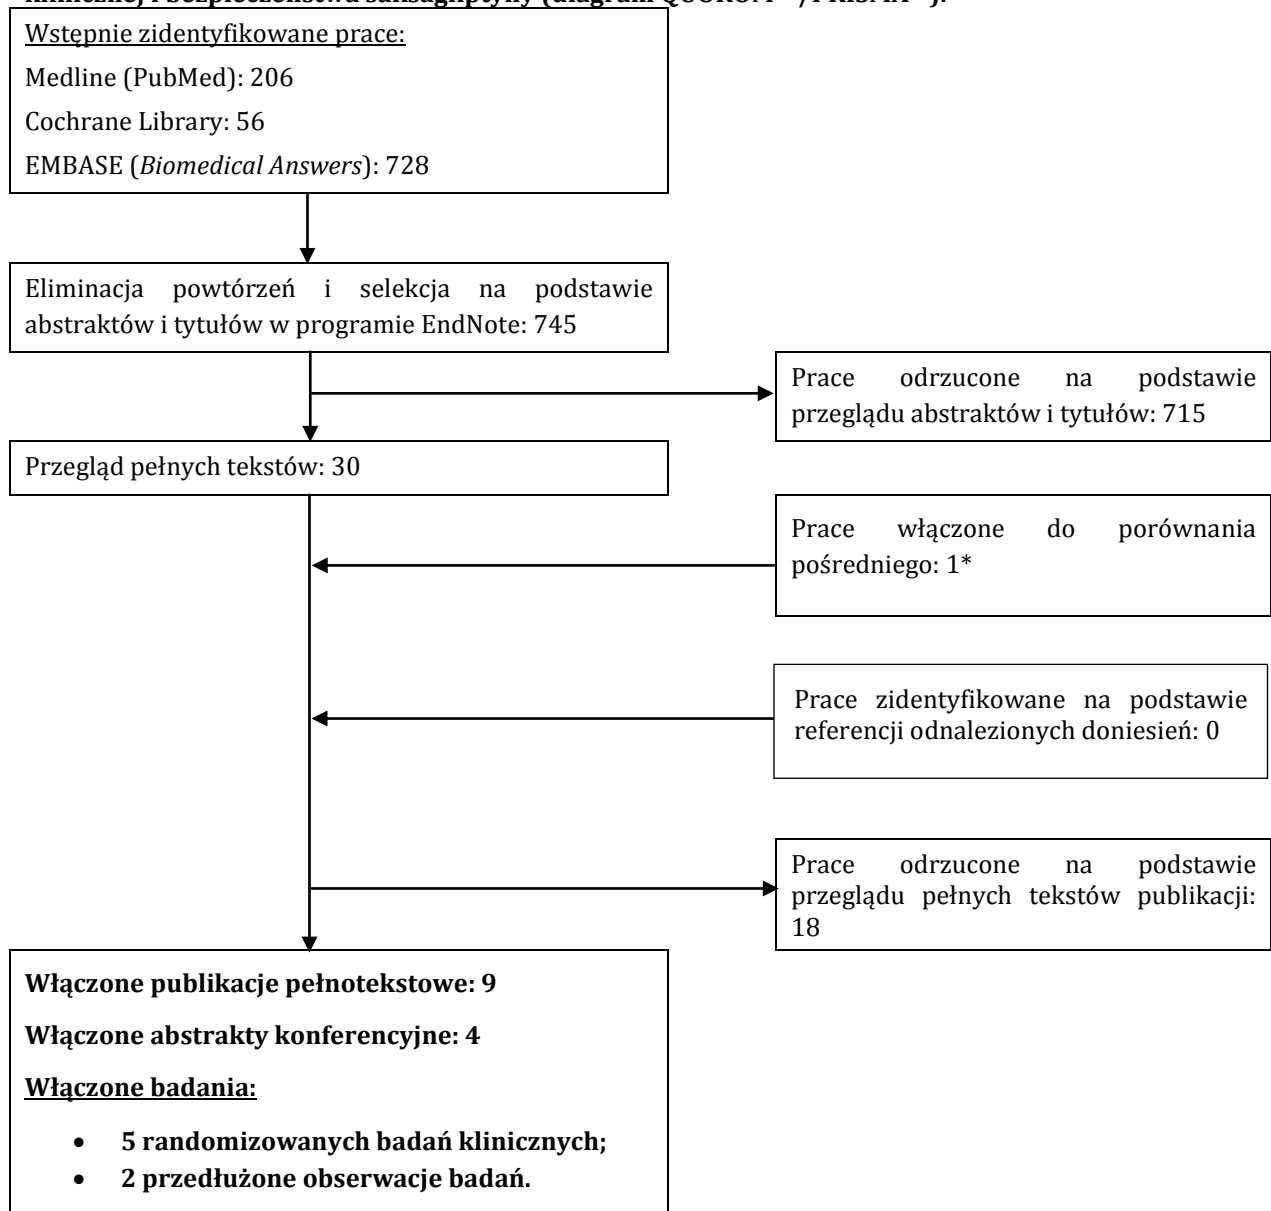 Wstępnie zidentyfikowane prace:
Medline (PubMed): 206
Cochrane Library: 56
EMBASE (Biomedical Answers): 728
Eliminacja powtórzeń i selekcja na podstawie
abstraktów i tytułów w programie EndNote: 745
Prace odrzucone na podstawie
przeglądu abstraktów i tytułów: 715
Przegląd pełnych tekstów: 30
Prace włączone do porównania
pośredniego: 1*
Prace zidentyfikowane na podstawie
referencji odnalezionych doniesień: 0
Prace odrzucone na podstawie
przeglądu pełnych tekstów publikacji:
18
Włączone publikacje pełnotekstowe: 9
Włączone abstrakty konferencyjne: 4
Włączone badania:
• 5 randomizowanych badań klinicznych;
• 2 przedłużone obserwacje badań.